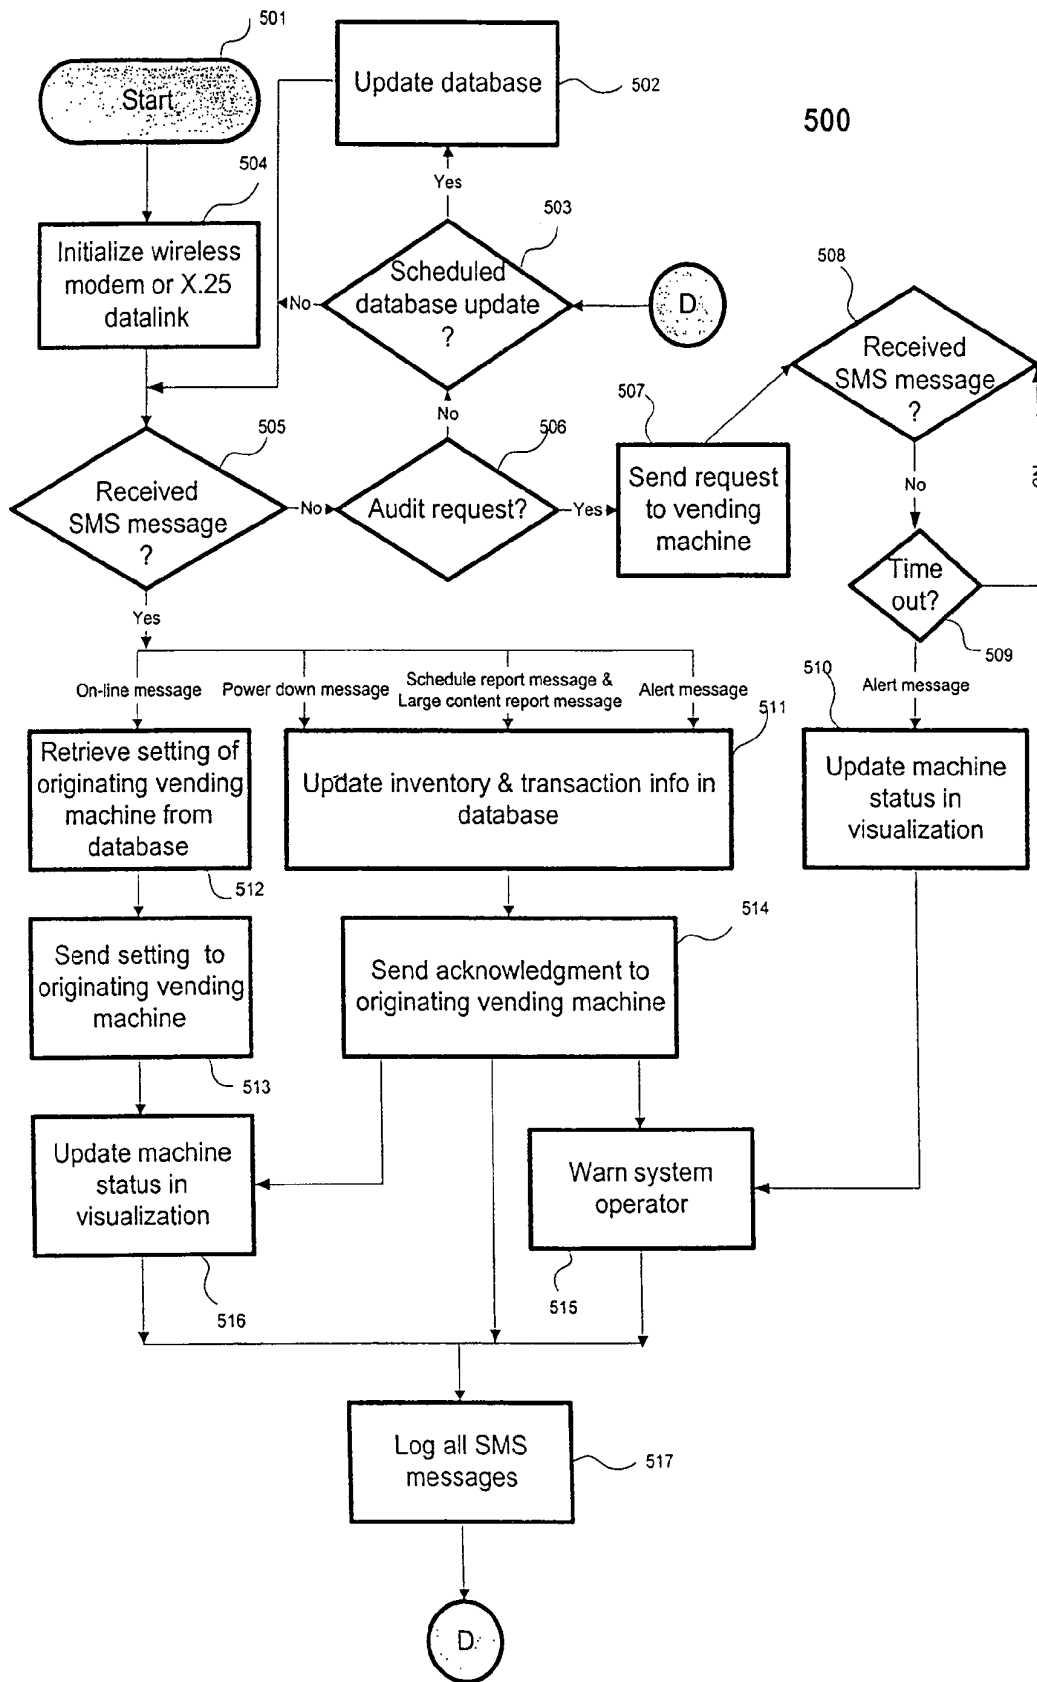 501
Start
Update database
502
500
504
Yes
503
Initialize wireless
modem or X.25
datalink
Scheduled
database update
?
No
D
508
Received
SMS message
?
507
No
506
505
Received
SMS message
?
No
Audit request?
Yes
Send request
to vending
machine
No
No
Time
out?
509
Yes
On-line message
Power down message
Schedule report message &
Large content report message
Alert message
510
Alert message
511
Retrieve setting of
originating vending
machine from
database
Update inventory & transaction info in
database
Update machine
status in
visualization
512
514
Send setting to
originating vending
machine
Send acknowledgment to
originating vending machine
513
Update machine
status in
visualization
Warn system
operator
516
515
Log all SMS
messages
517
D